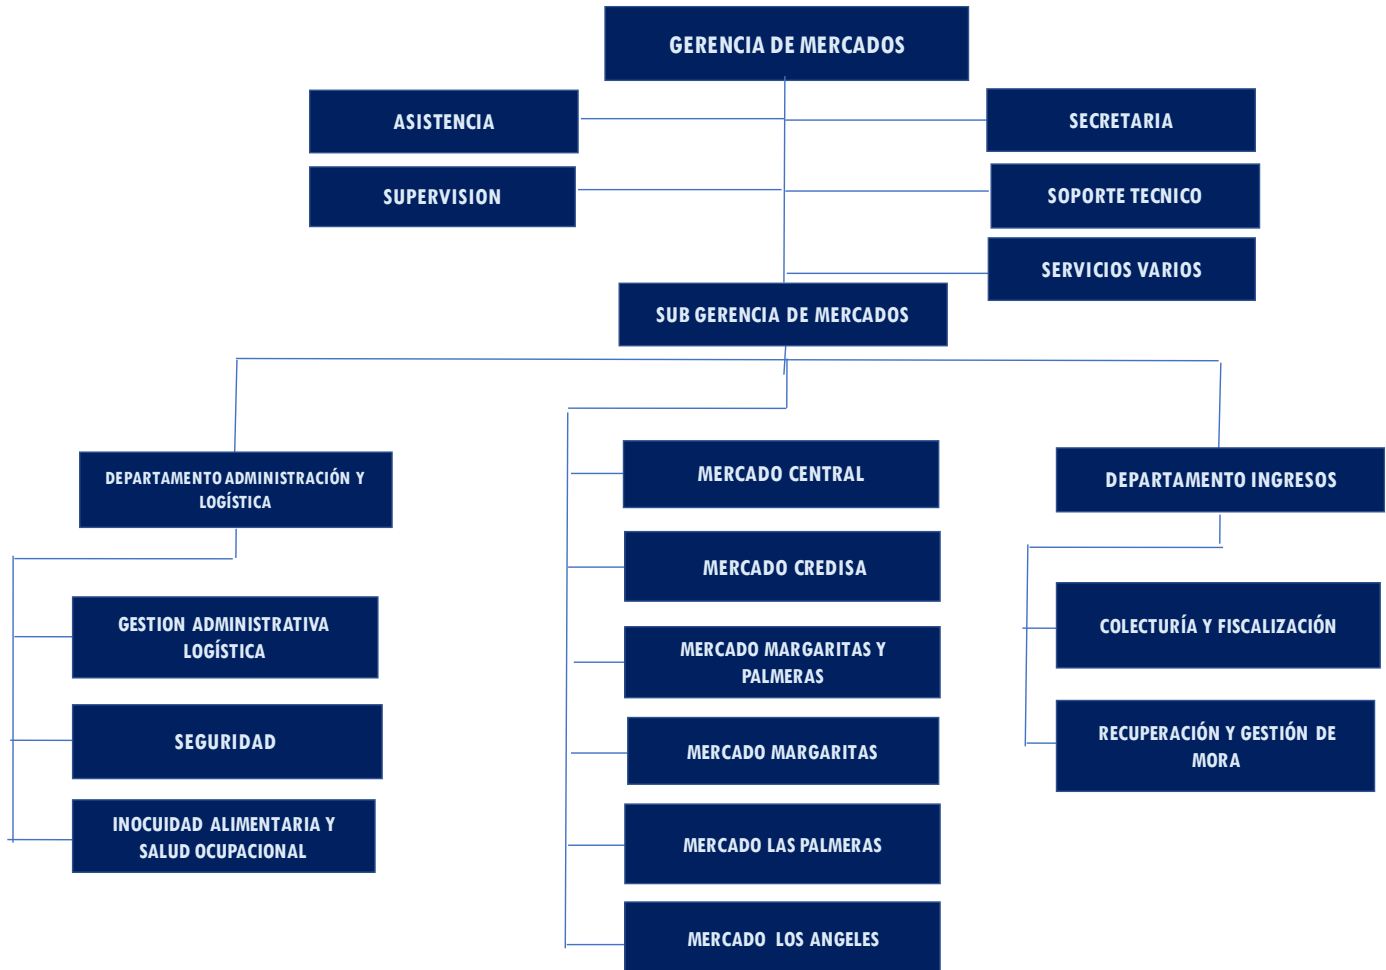 GERENCIA DE MERCADOS
ASISTENCIA
SECRETARIA
SUPERVISION
SOPORTE TECNICO
SERVICIOS VARIOS
SUB GERENCIA DE MERCADOS
DEPARTAMENTO ADMINISTRACIÓN Y
LOGÍSTICA
GESTION ADMINISTRATIVA
LOGÍSTICA
SEGURIDAD
INOCUIDAD ALIMENTARIA Y
SALUD OCUPACIONAL
MERCADO CENTRAL
MERCADO CREDISA
MERCADO MARGARITAS Y
PALMERAS
MERCADO MARGARITAS
MERCADO LAS PALMERAS
MERCADO LOS ANGELES
DEPARTAMENTO INGRESOS
COLECTURÍA Y FISCALIZACIÓN
RECUPERACIÓN Y GESTIÓN DE
MORA